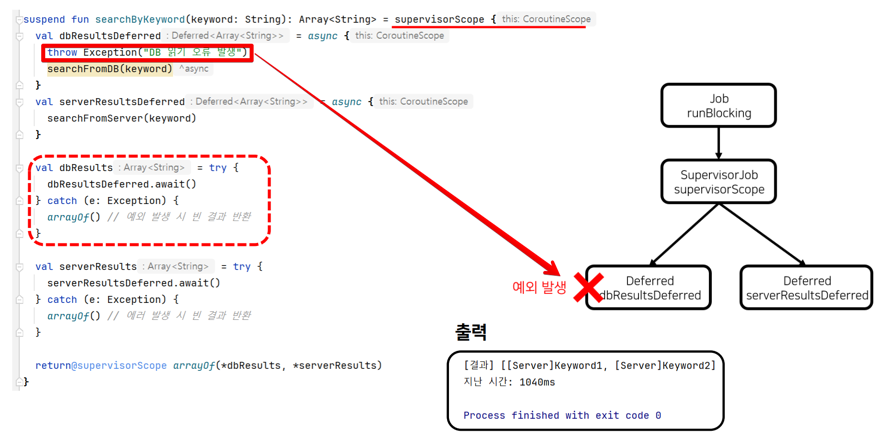 suspend fun searchByKeyword(keyword: String): Array<String> = supervisorScope { this: CoroutineScope
val dbResultsDeferred : Deferred<Array<String>> = async { this: CoroutineScope
throw Exception("DB 읽기 오류 발생")
searchFromDB(keyword) ^async
}
val serverResultsDeferred : Deferred<Array<String>> = async { this: CoroutineScope
searchFromServer(keyword)
}
val dbResults : Array<String> = try {
dbResultsDeferred.await()
} catch (e: Exception) {
arrayOf() // 예외 발생 시 빈 결과 반환
}
val serverResults : Array<String> = try {
serverResultsDeferred.await()
} catch (e: Exception) {
arrayOf() // 에러 발생 시 빈 결과 반환
}
return@supervisorScope arrayOf(*dbResults, *serverResults)
}
Job
runBlocking
SupervisorJob
supervisorScope
예외 발생
Deferred
dbResultsDeferred
Deferred
serverResultsDeferred
출력
[결과] [[Server]Keyword1, [Server]Keyword2]
지난 시간: 1040ms
Process finished with exit code 0